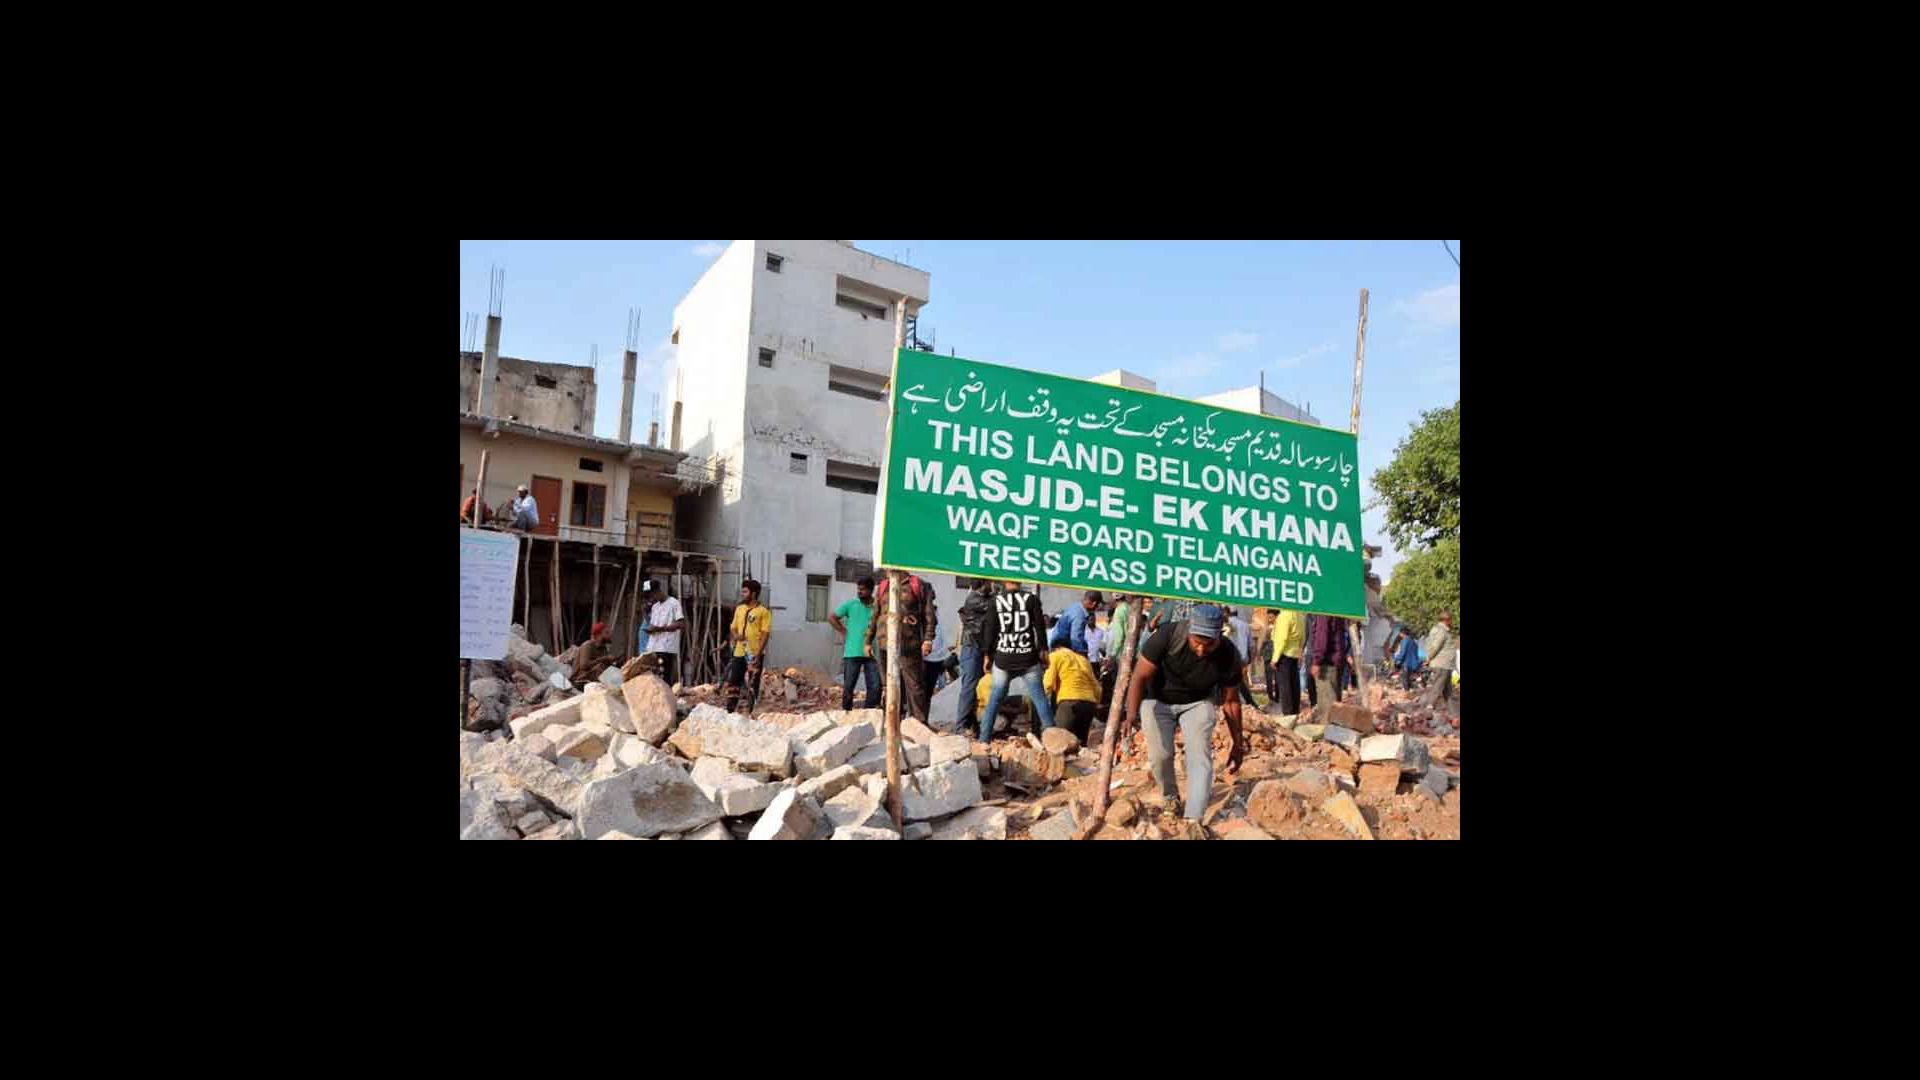 چار سو سالہ قدیم مسجد یکخانہ مسجد کے تحت یہ وقف اراضی ہے
THIS LAND BELONGS TO
MASJID-E- EK KHANA
WAQF BOARD TELANGANA
TRESS PASS PROHIBITED
NY
PD
NYC